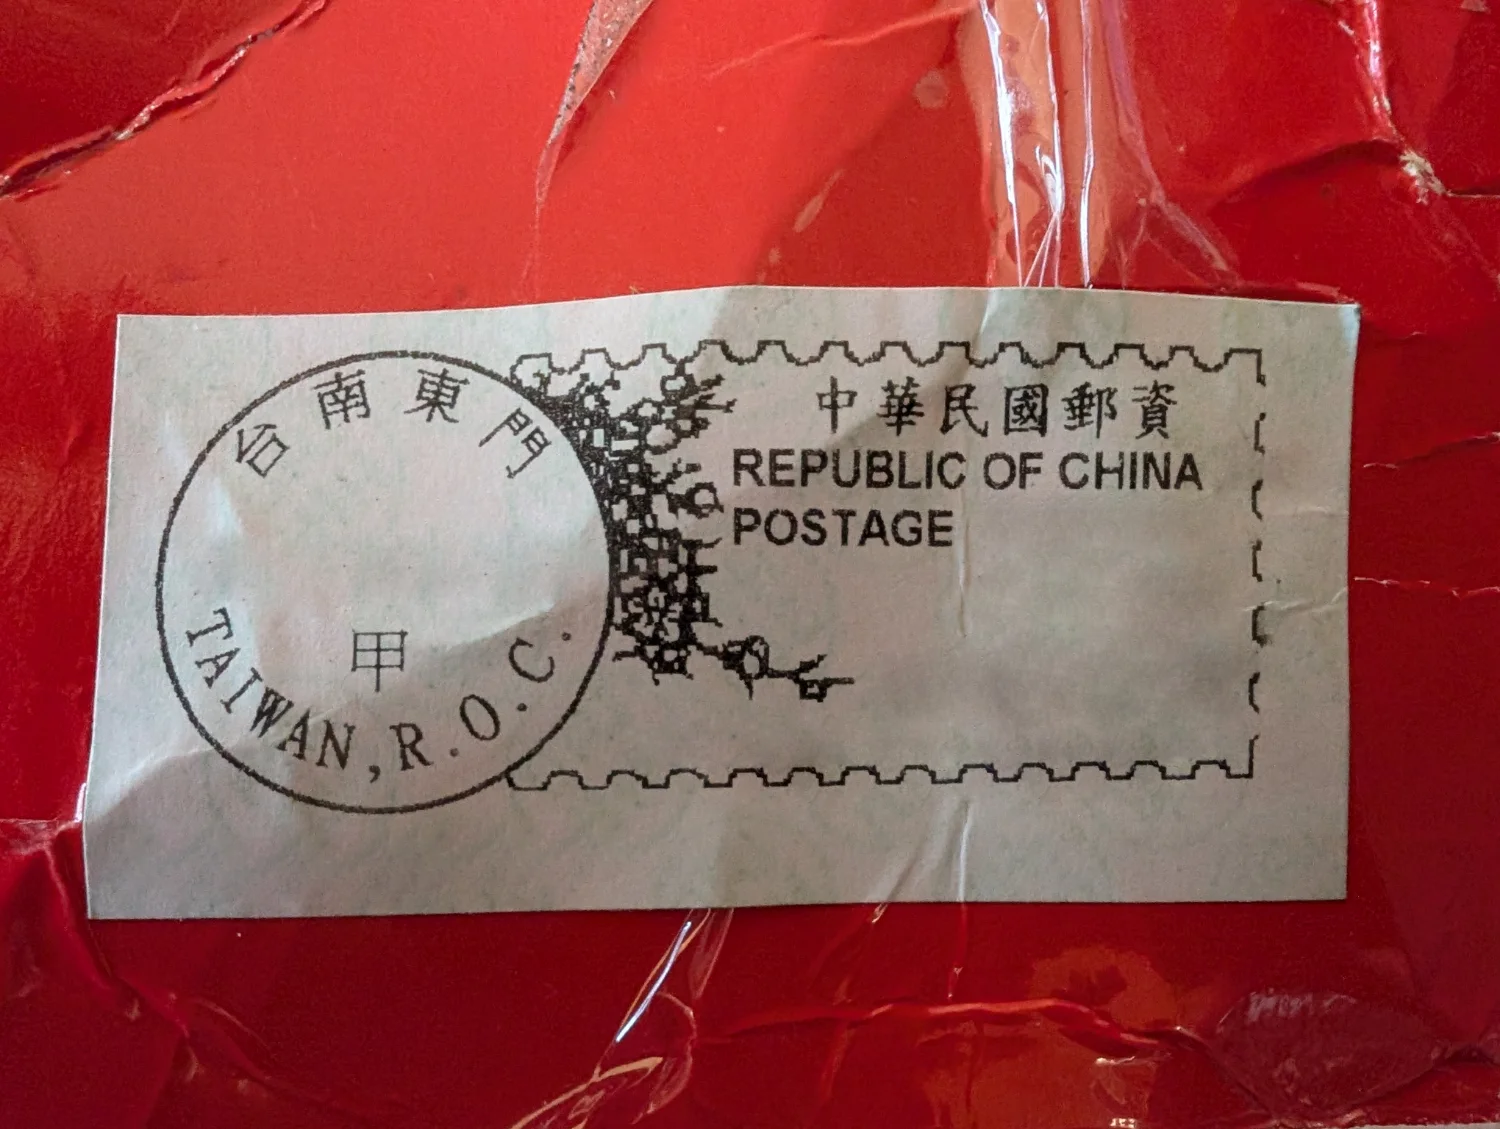 台南東門
甲
TAIWAN, R.O.C.
中華民國郵資
REPUBLIC OF CHINA
POSTAGE